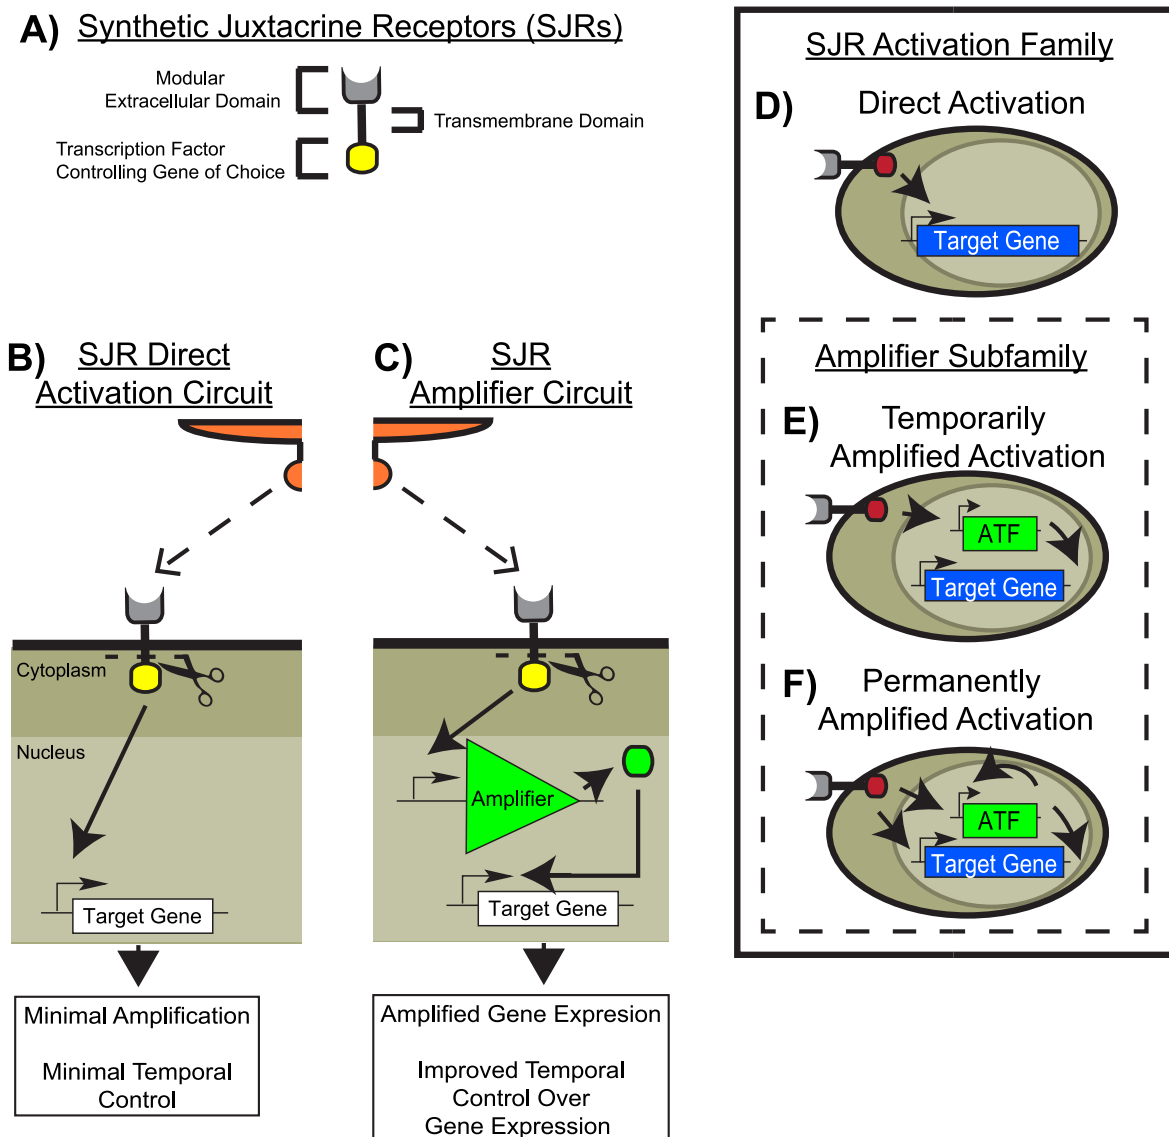 A) Synthetic Juxtacrine Receptors (SJRs)
Modular
Extracellular Domain
Transmembrane Domain
Transcription Factor
Controlling Gene of Choice
B) SJR Direct
Activation Circuit
Cytoplasm
Nucleus
Target Gene
Minimal Amplification
Minimal Temporal
Control
C) SJR
Amplifier Circuit
Amplifier
Target Gene
Amplified Gene Expresion
Improved Temporal
Control Over
Gene Expression
SJR Activation Family
D) Direct Activation
Target Gene
Amplifier Subfamily
E) Temporarily
Amplified Activation
ATF
Target Gene
F) Permanently
Amplified Activation
ATF
Target Gene